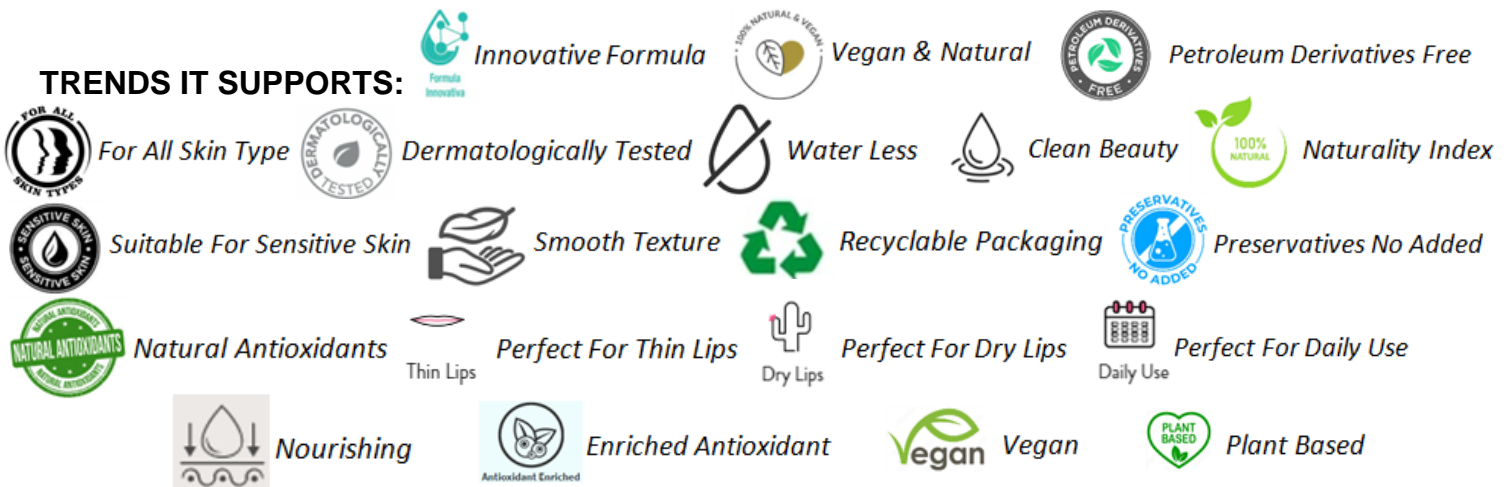 Innovative Formula
100% NATURAL & VEGAN
Vegan & Natural
PETROLEUM DERIVATIVES
FREE
Petroleum Derivatives Free
TRENDS IT SUPPORTS:
Formula
Innovativa
FOR ALL
SKIN TYPES
For All Skin Type
DERMATOLOGICALLY
TESTED
Dermatologically Tested
Water Less
Clean Beauty
100%
NATURAL
Naturality Index
SENSITIVE SKIN
SENSITIVE SKIN
Suitable For Sensitive Skin
Smooth Texture
Recyclable Packaging
PRESERVATIVES
NO ADDED
Preservatives No Added
NATURAL ANTIOXIDANTS
NATURAL ANTIOXIDANTS
NATURAL ANTIOXIDANTS
Natural Antioxidants
Thin Lips
Perfect For Thin Lips
Dry Lips
Perfect For Dry Lips
Daily Use
Perfect For Daily Use
Nourishing
Antioxidant Enriched
Enriched Antioxidant
Vegan
Vegan
PLANT
BASED
Plant Based